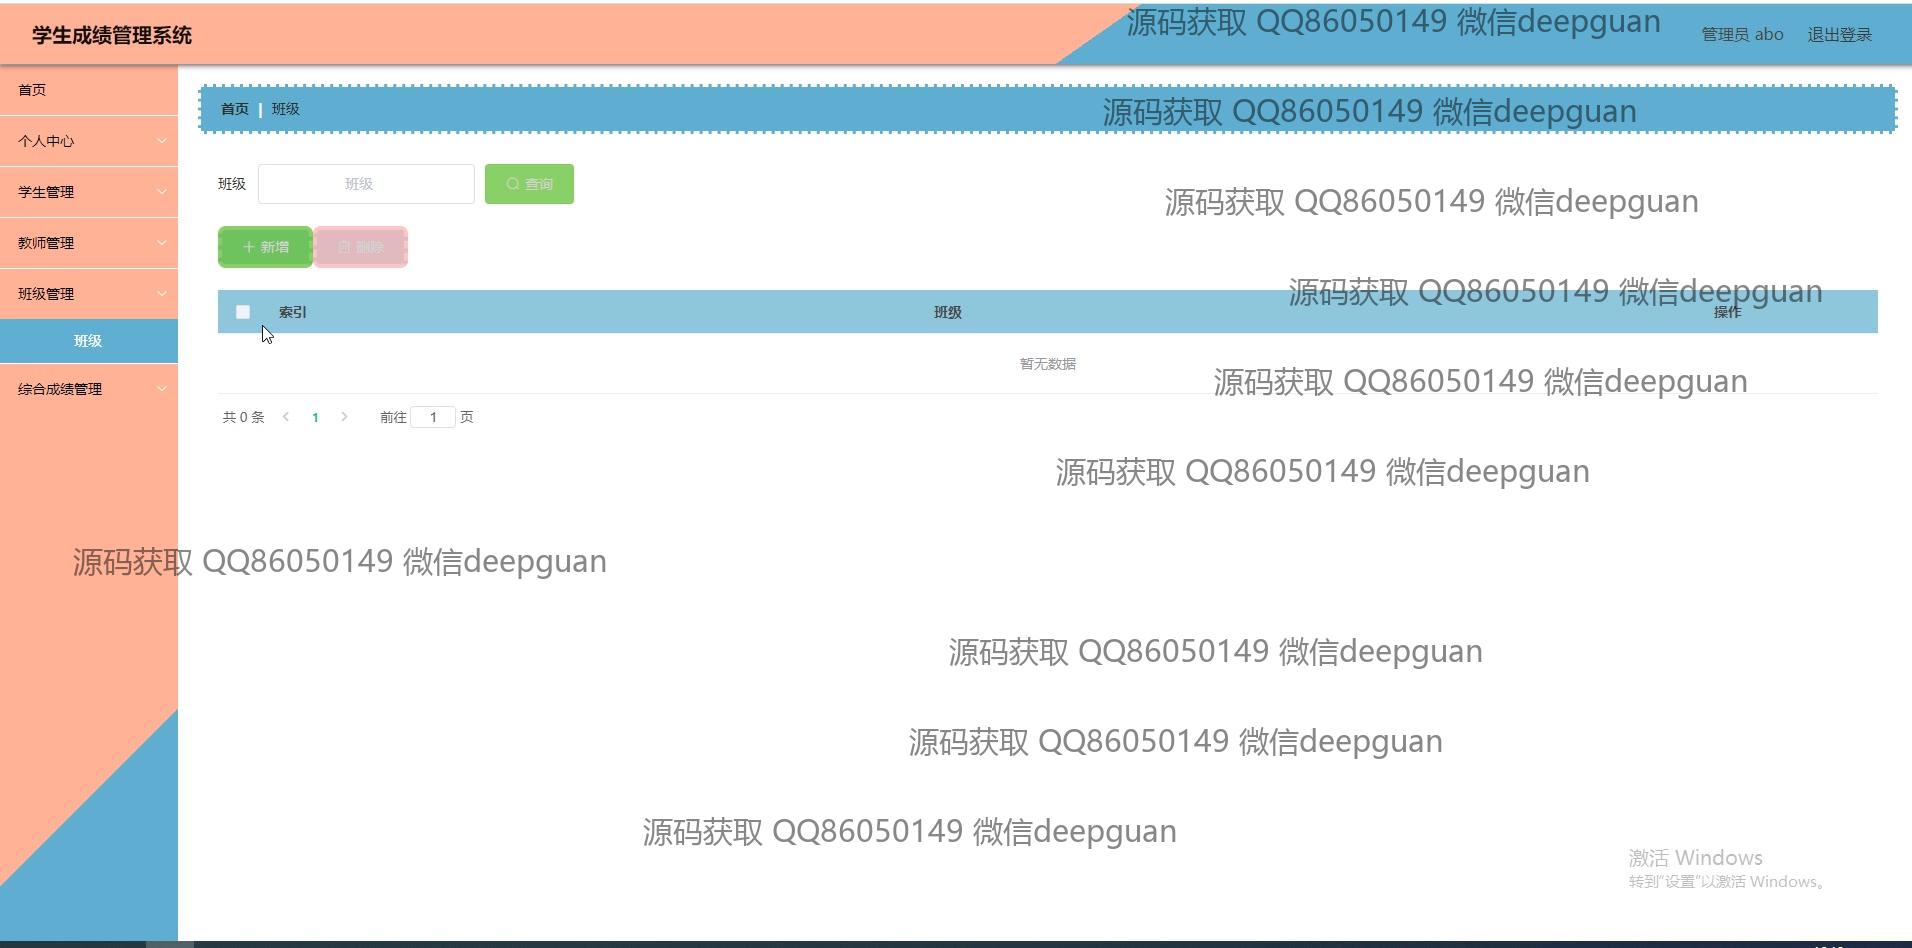 学生成绩管理系统
源码获取 QQ86050149 微信deepguan
管理员 abo
退出登录
首页
个人中心
学生管理
教师管理
班级管理
班级
综合成绩管理
首页 | 班级
源码获取 QQ86050149 微信deepguan
班级 班级 查询
源码获取 QQ86050149 微信deepguan
新增 删除
源码获取 QQ86050149 微信deepguan
索引 班级 操作
暂无数据
源码获取 QQ86050149 微信deepguan
共 0 条 1 前往 1 页
源码获取 QQ86050149 微信deepguan
源码获取 QQ86050149 微信deepguan
源码获取 QQ86050149 微信deepguan
源码获取 QQ86050149 微信deepguan
源码获取 QQ86050149 微信deepguan
激活 Windows
转到"设置"以激活 Windows。